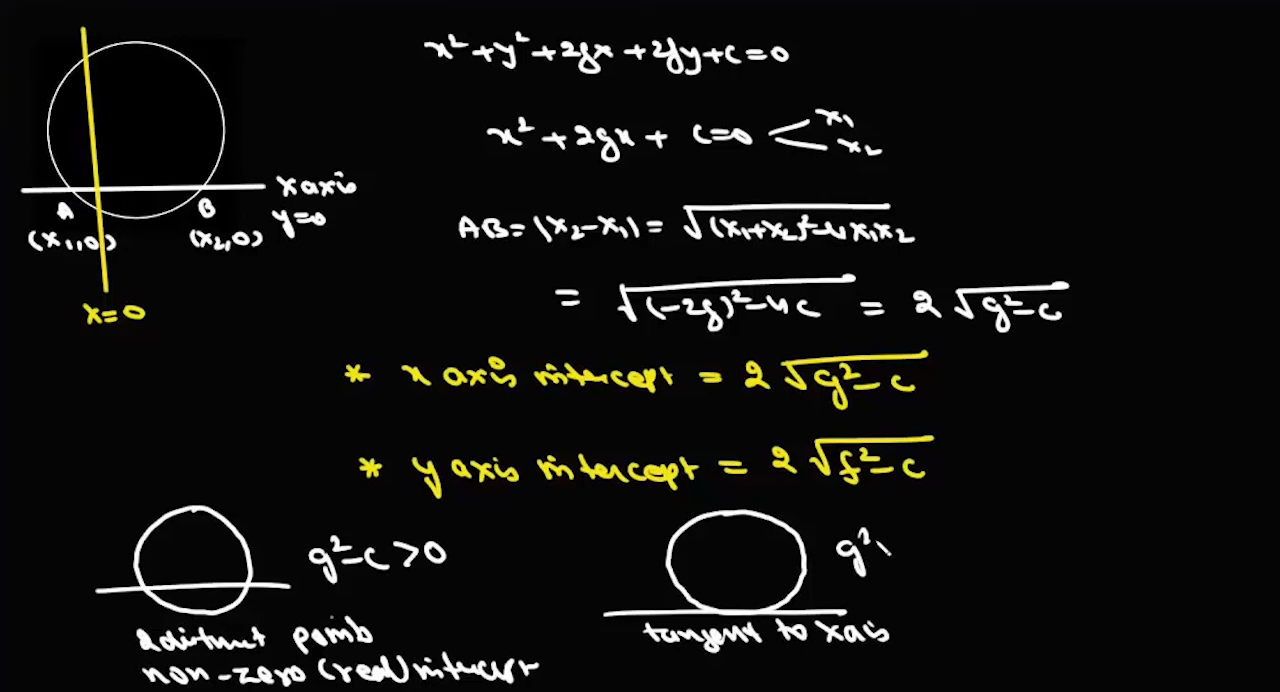 x² + y² + 2gx + 2fy + c = 0
x² + 2gx + c = 0 < x₁
x₂
x axis
y = 0
A
B
(x₁, 0)
(x₂, 0)
x = 0
AB = |x₂ - x₁| = √(x₁ + x₂)² - 4x₁x₂
= √(-2g)² - 4c = 2√g² - c
* x axis intercept = 2√g² - c
* y axis intercept = 2√f² - c
g² - c > 0
2 distinct points
non-zero (real) intercept
g²
tangent to x axis